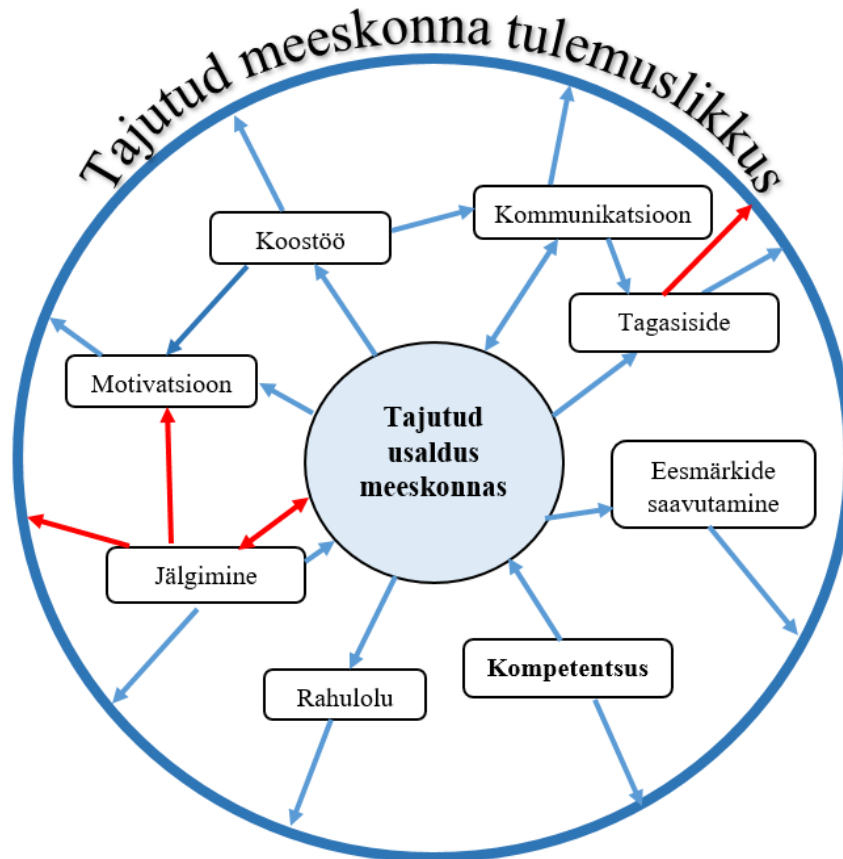 Tajutud meeskonna tulemuslikkus
Kommunikatsioon
Koostöö
Tagasiside
Motivatsioon
Tajutud
usaldus
meeskonnas
Eesmärkide
saavutamine
Jälgimine
Kompetentsus
Rahulolu